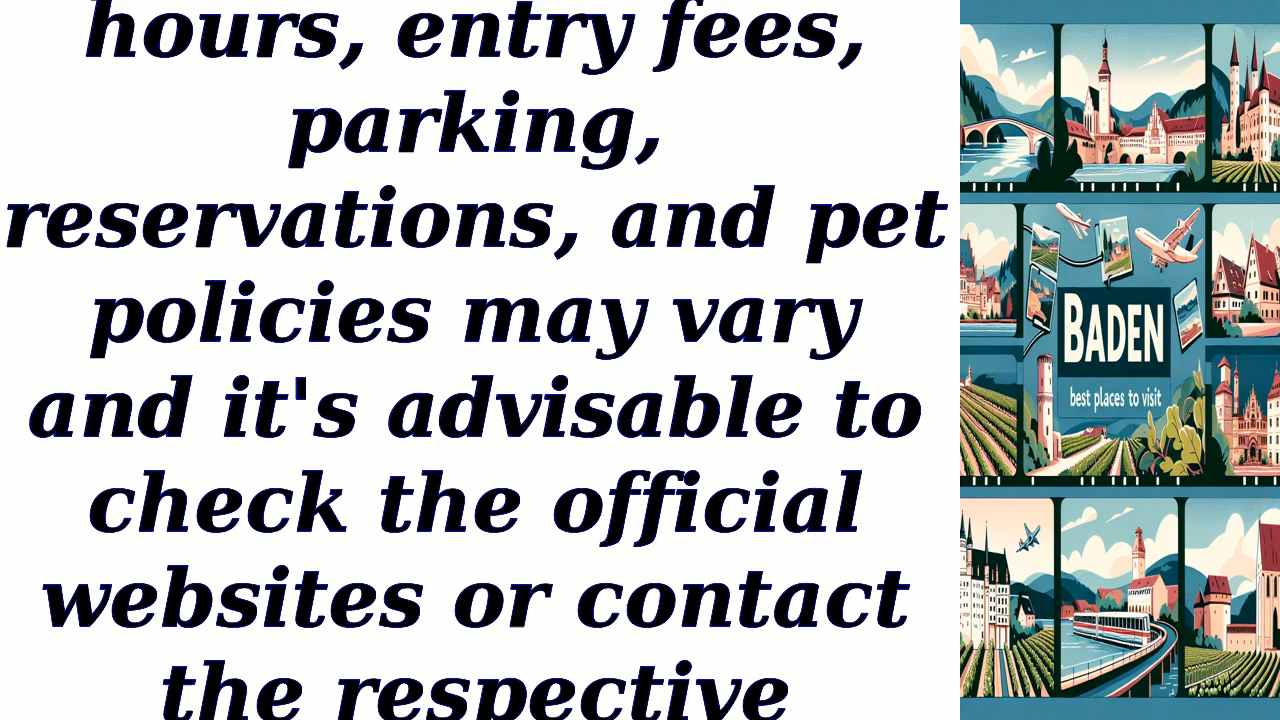 hours, entry fees,
parking,
reservations, and pet
policies may vary
and it's advisable to
check the official
websites or contact
the respective
BADEN
best places to visit